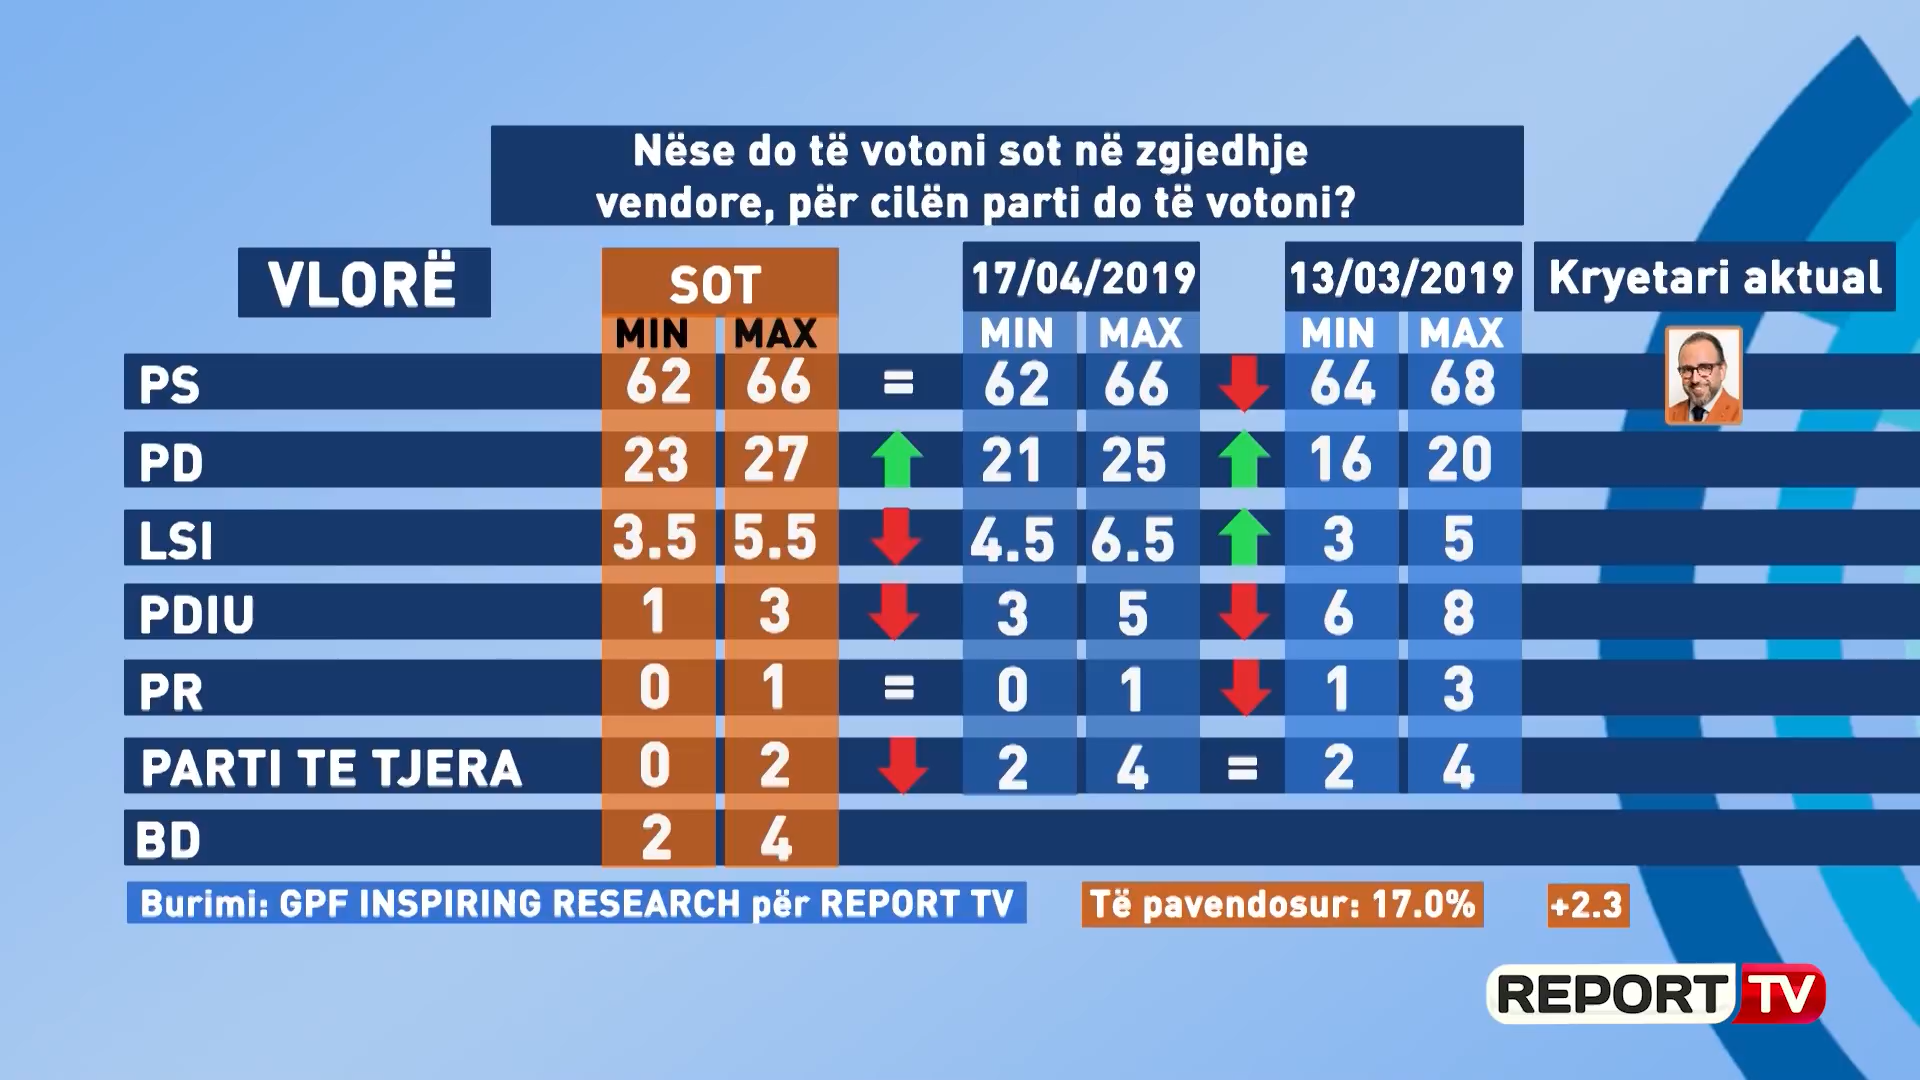 Nëse do të votoni sot në zgjedhje
vendore, për cilën parti do të votoni?
VLORË SOT 17/04/2019 13/03/2019 Kryetari aktual
MIN MAX MIN MAX MIN MAX
PS 62 66 = 62 66 64 68
PD 23 27 21 25 16 20
LSI 3.5 5.5 4.5 6.5 3 5
PDIU 1 3 3 5 6 8
PR 0 1 = 0 1 1 3
PARTI TE TJERA 0 2 2 4 = 2 4
BD 2 4
Burimi: GPF INSPIRING RESEARCH për REPORT TV Të pavendosur: 17.0% +2.3
REPORT TV